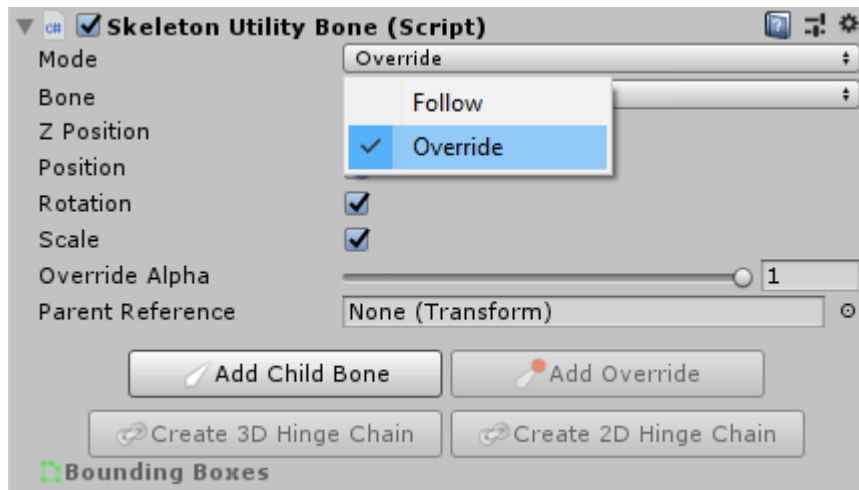 C# Skeleton Utility Bone (Script)
Mode Override
Bone Follow
Z Position Override
Position
Rotation
Scale
Override Alpha 1
Parent Reference None (Transform)
Add Child Bone Add Override
Create 3D Hinge Chain Create 2D Hinge Chain
Bounding Boxes